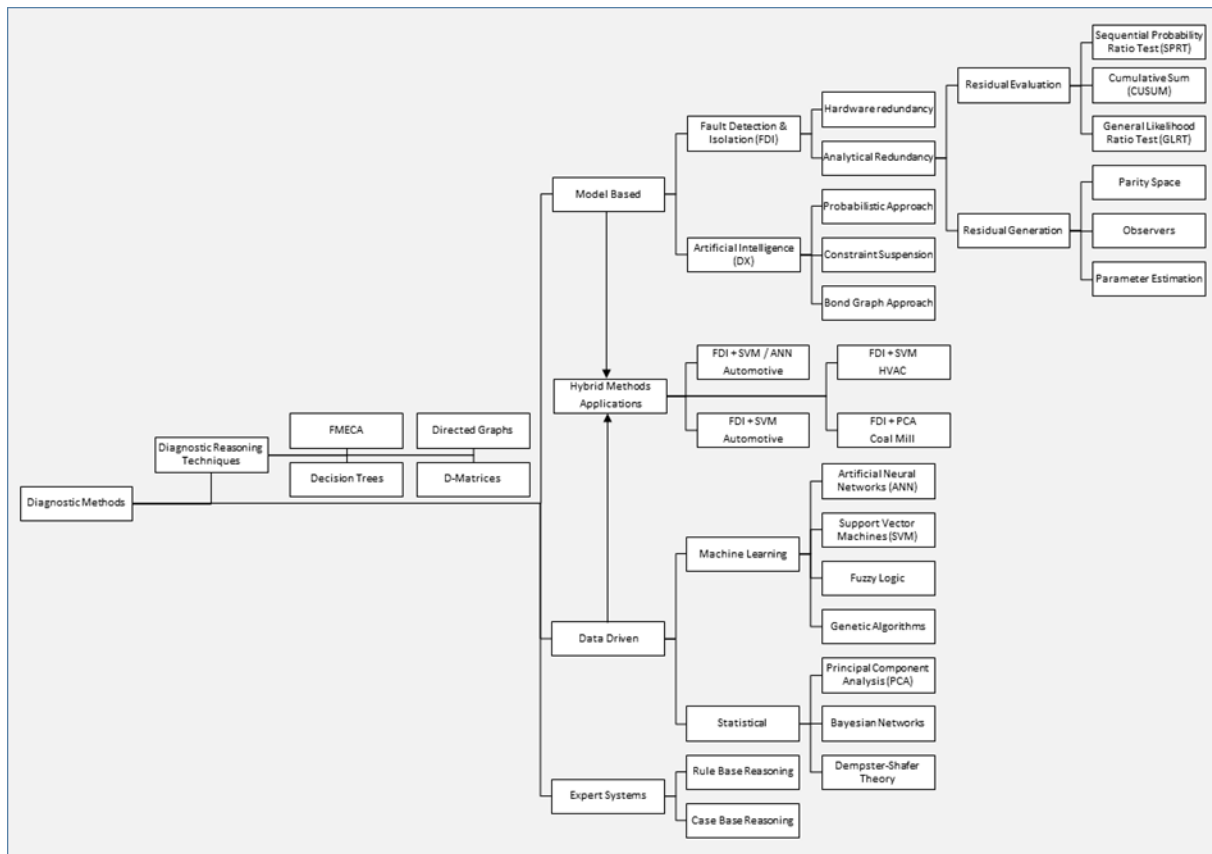 Diagnostic Methods
Diagnostic Reasoning
Techniques
FMECA
Directed Graphs
Decision Trees
D-Matrices
Model Based
Fault Detection &
Isolation (FDI)
Hardware redundancy
Analytical Redundancy
Residual Evaluation
Sequential Probability
Ratio Test (SPRT)
Cumulative Sum
(CUSUM)
General Likelihood
Ratio Test (GLRT)
Residual Generation
Parity Space
Observers
Parameter Estimation
Artificial Intelligence
(DX)
Probabilistic Approach
Constraint Suspension
Bond Graph Approach
Hybrid Methods
Applications
FDI + SVM / ANN
Automotive
FDI + SVM
HVAC
FDI + SVM
Automotive
FDI + PCA
Coal Mill
Data Driven
Machine Learning
Artificial Neural
Networks (ANN)
Support Vector
Machines (SVM)
Fuzzy Logic
Genetic Algorithms
Statistical
Principal Component
Analysis (PCA)
Bayesian Networks
Dempster-Shafer
Theory
Expert Systems
Rule Base Reasoning
Case Base Reasoning